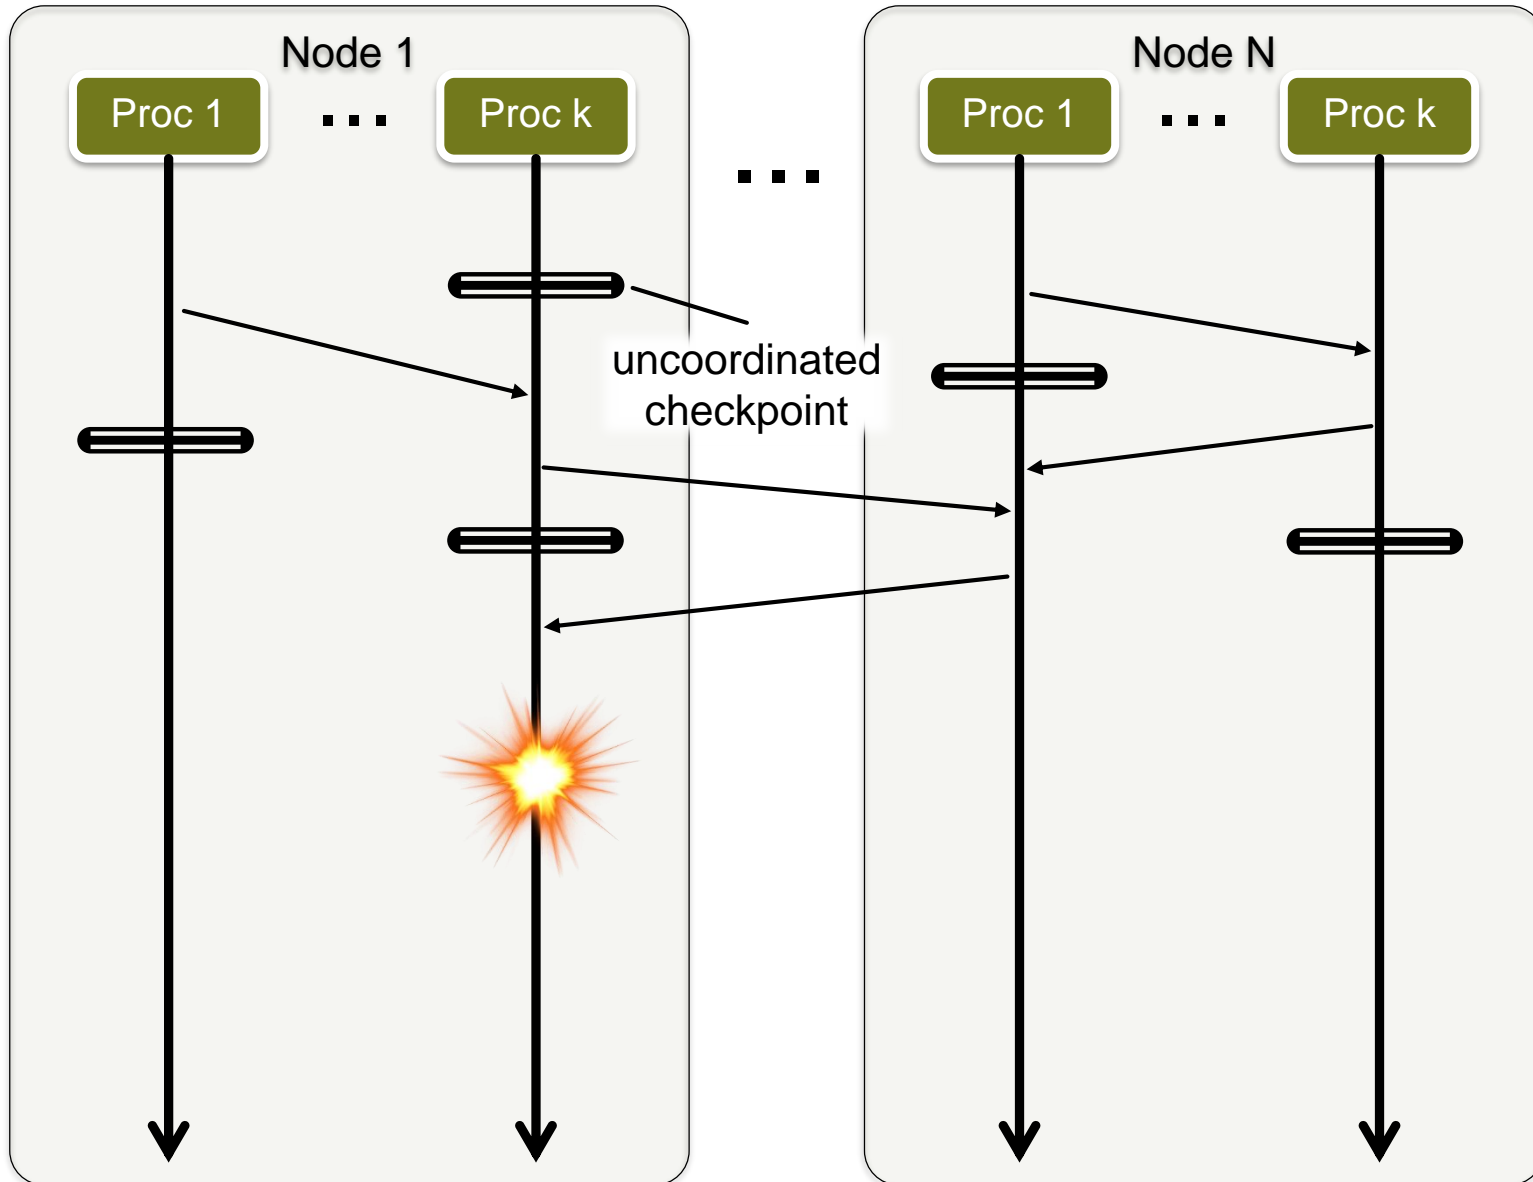 Node 1
Node N
Proc 1
...
Proc k
Proc 1
...
Proc k
...
uncoordinated
checkpoint